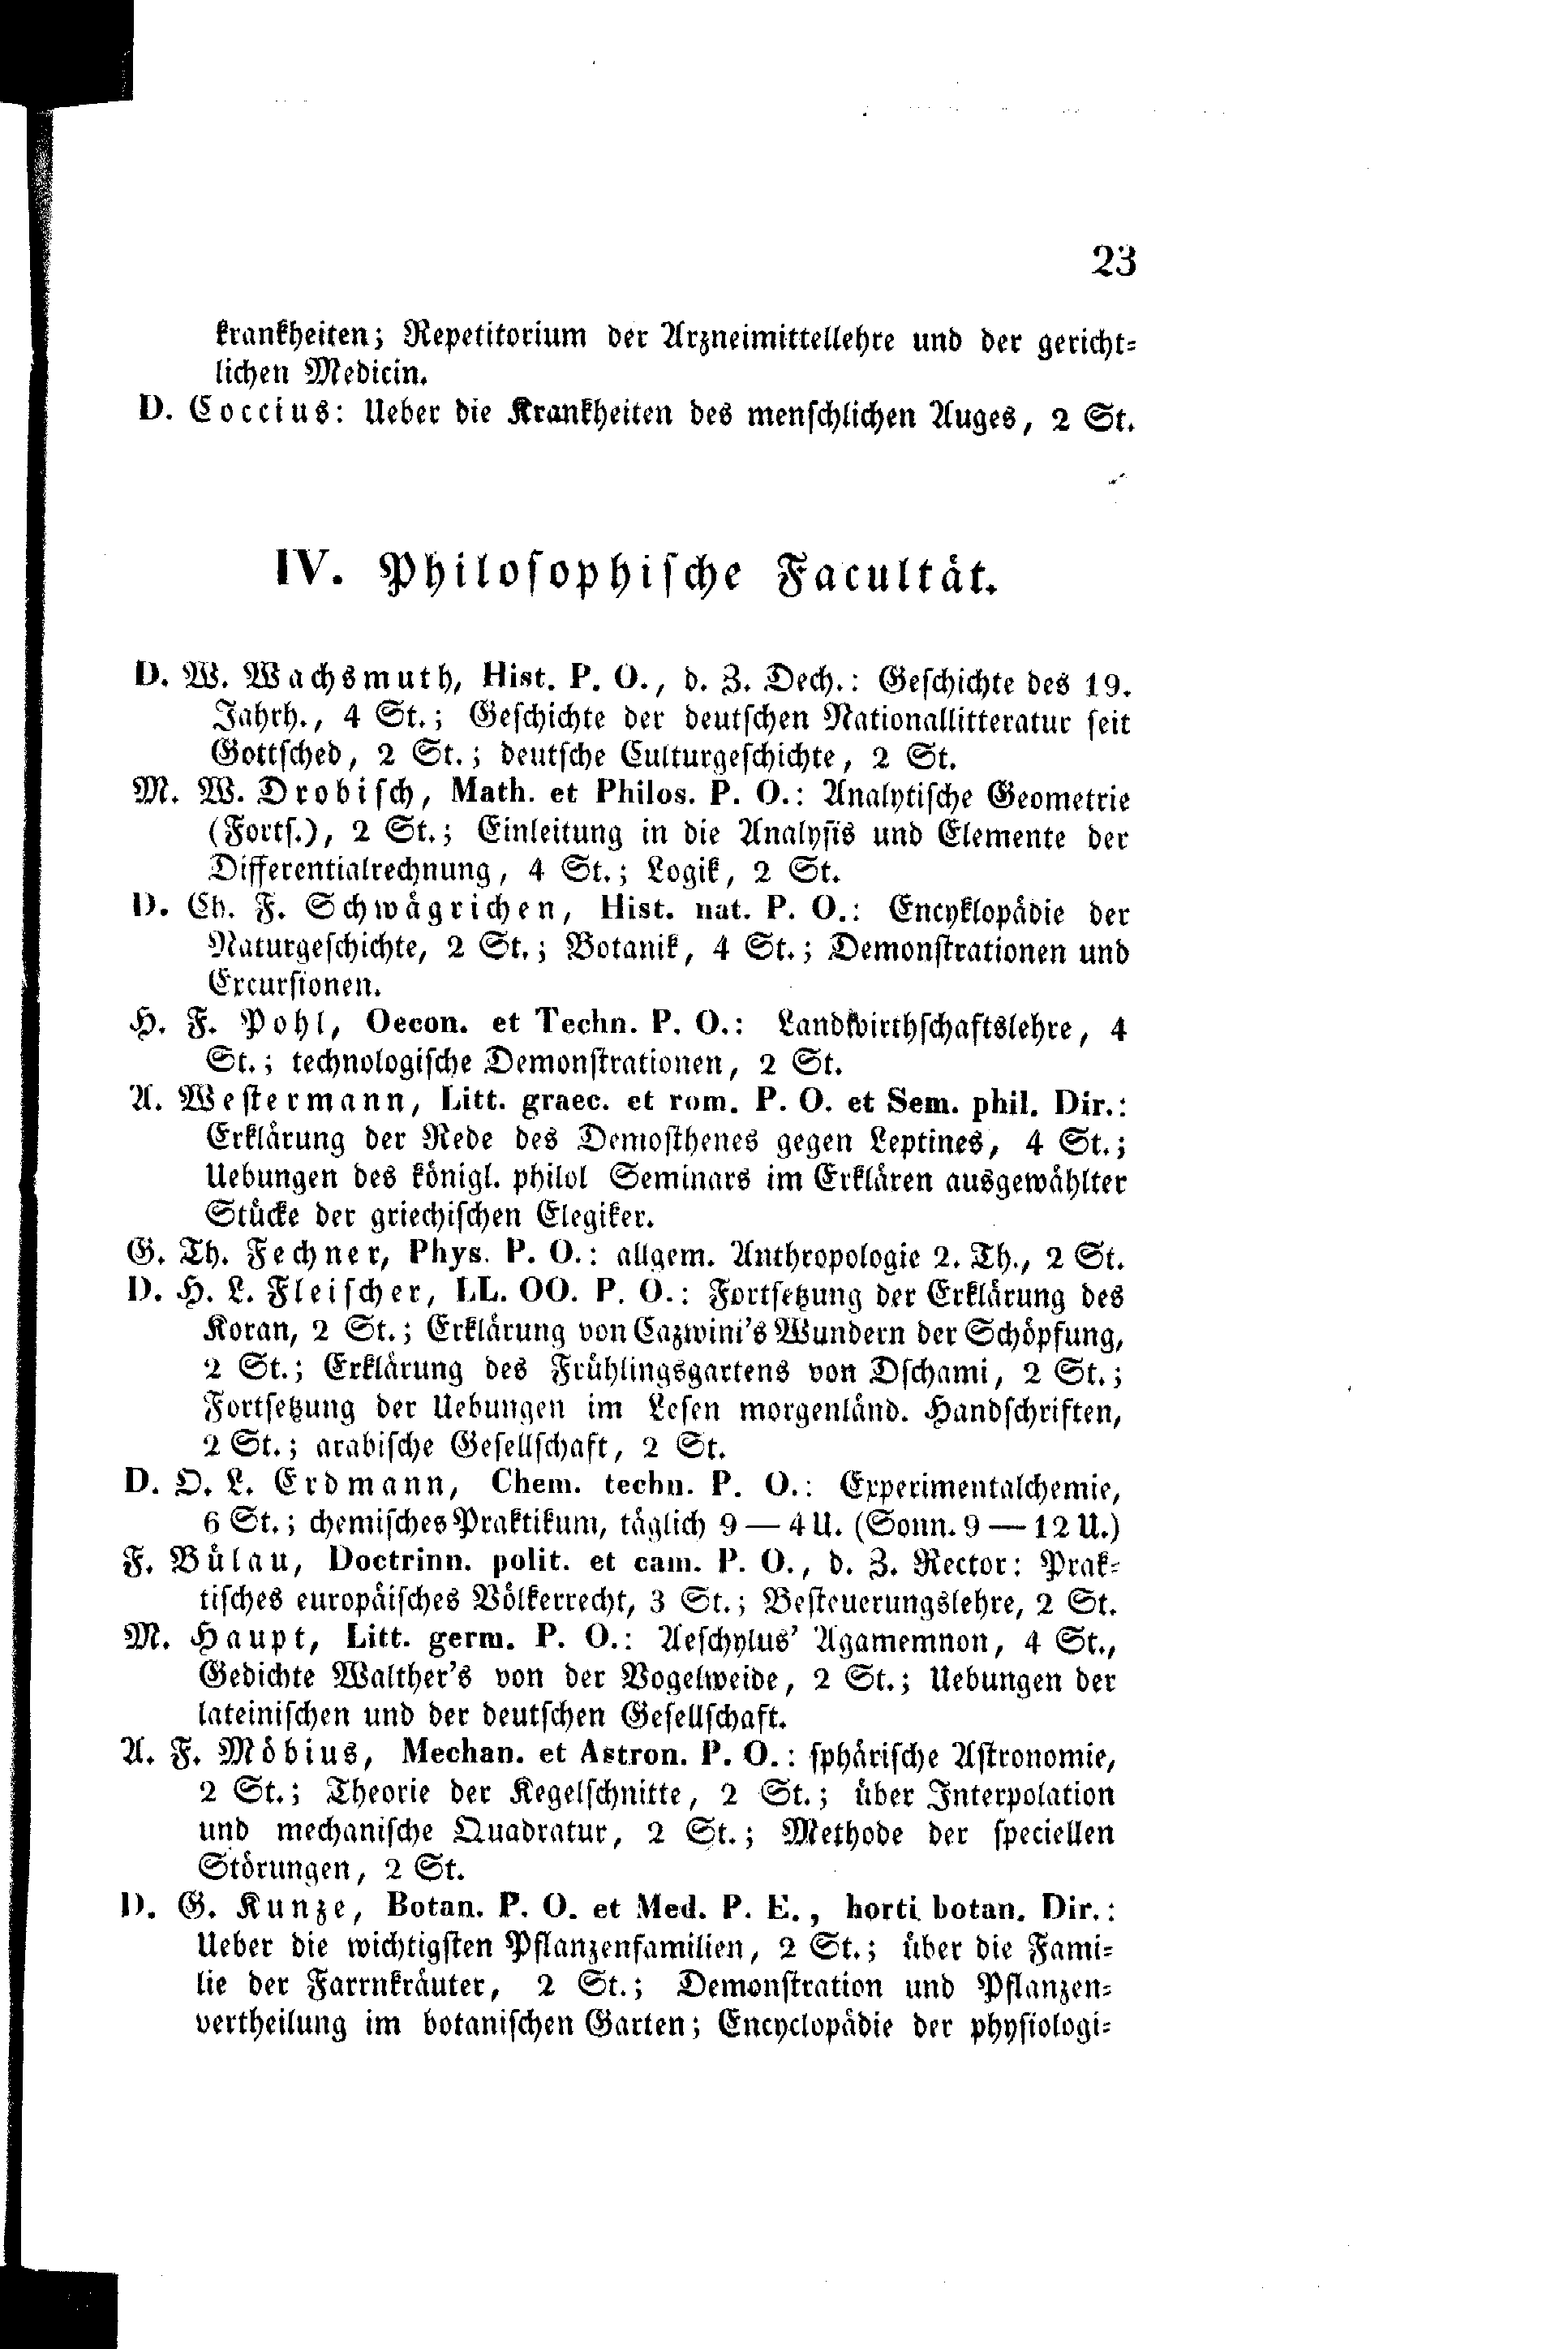 23
krankheiten; Repetitorium der Arzneimittellehre und der gericht-
lichen Medicin.
D. Coccius: Ueber die Krankheiten des menschlichen Auges, 2 St.
IV. Philosophische Facultät.
D. W. Wachsmuth, Hist. P. O., d. Z. Dech.: Geschichte des 19.
Jahrh., 4 St.; Geschichte der deutschen Nationallitteratur seit
Gottsched, 2 St.; deutsche Culturgeschichte, 2 St.
M. W. Drobisch, Math. et Philos. P. O.: Analytische Geometrie
(Forts.), 2 St.; Einleitung in die Analysis und Elemente der
Differentialrechnung, 4 St.; Logik, 2 St.
D. Ch. F. Schwägrichen, Hist. nat. P. O.: Encyklopädie der
Naturgeschichte, 2 St.; Botanik, 4 St.; Demonstrationen und
Excursionen.
H. F. Pohl, Oecon. et Techn. P. O.: Landwirthschaftslehre, 4
St.; technologische Demonstrationen, 2 St.
A. Westermann, Litt. graec. et rom. P. O. et Sem. phil. Dir.:
Erklärung der Rede des Demosthenes gegen Leptines, 4 St.;
Uebungen des königl. philol Seminars im Erklären ausgewählter
Stücke der griechischen Elegiker.
G. Th. Fechner, Phys. P. O.: allgem. Anthropologie 2. Th., 2 St.
D. H. L. Fleischer, LL. OO. P. O.: Fortsetzung der Erklärung des
Koran, 2 St.; Erklärung von Cazwini's Wundern der Schöpfung,
2 St.; Erklärung des Frühlingsgartens von Dschami, 2 St.;
Fortsetzung der Uebungen im Lesen morgenländ. Handschriften,
2 St.; arabische Gesellschaft, 2 St.
D. O. L. Erdmann, Chem. techn. P. O.: Experimentalchemie,
6 St.; chemisches Praktikum, täglich 9 — 4 U. (Sonn. 9 — 12 U.)
F. Bülau, Doctrinn. polit. et cam. P. O., d. Z. Rector: Prak-
tisches europäisches Völkerrecht, 3 St.; Besteuerungslehre, 2 St.
M. Haupt, Litt. germ. P. O.: Aeschylus' Agamemnon, 4 St.,
Gedichte Walther's von der Vogelweide, 2 St.; Uebungen der
lateinischen und der deutschen Gesellschaft.
A. F. Möbius, Mechan. et Astron. P. O.: sphärische Astronomie,
2 St.; Theorie der Kegelschnitte, 2 St.; über Interpolation
und mechanische Quadratur, 2 St.; Methode der speciellen
Störungen, 2 St.
D. G. Kunze, Botan. P. O. et Med. P. E., horti botan. Dir.:
Ueber die wichtigsten Pflanzenfamilien, 2 St.; über die Fami-
lie der Farrnkräuter, 2 St.; Demonstration und Pflanzen-
vertheilung im botanischen Garten; Encyclopädie der physiologi-